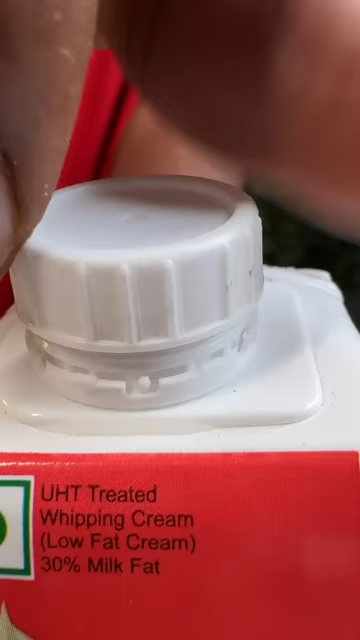 UHT Treated
Whipping Cream
(Low Fat Cream)
30% Milk Fat